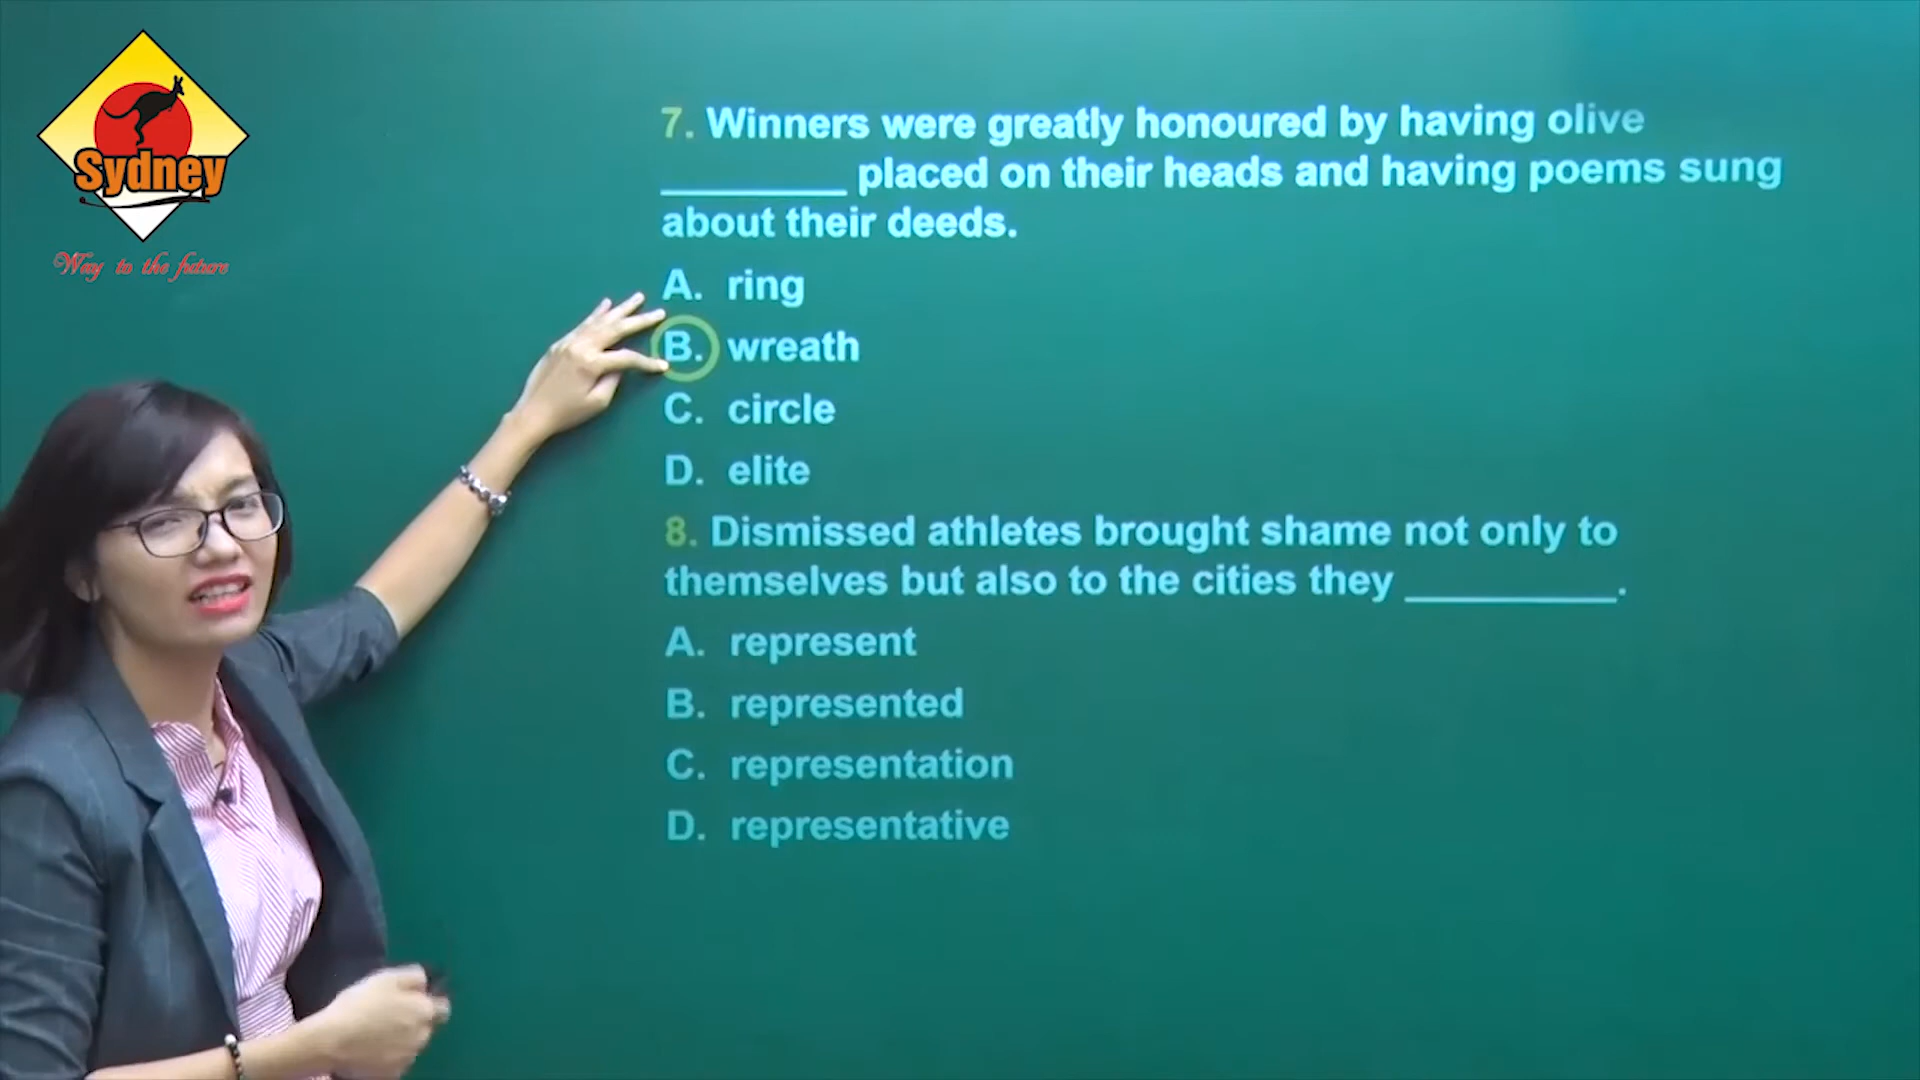 Sydney
Way to the future
7. Winners were greatly honoured by having olive
_________ placed on their heads and having poems sung
about their deeds.
A. ring
B. wreath
C. circle
D. elite
8. Dismissed athletes brought shame not only to
themselves but also to the cities they __________.
A. represent
B. represented
C. representation
D. representative